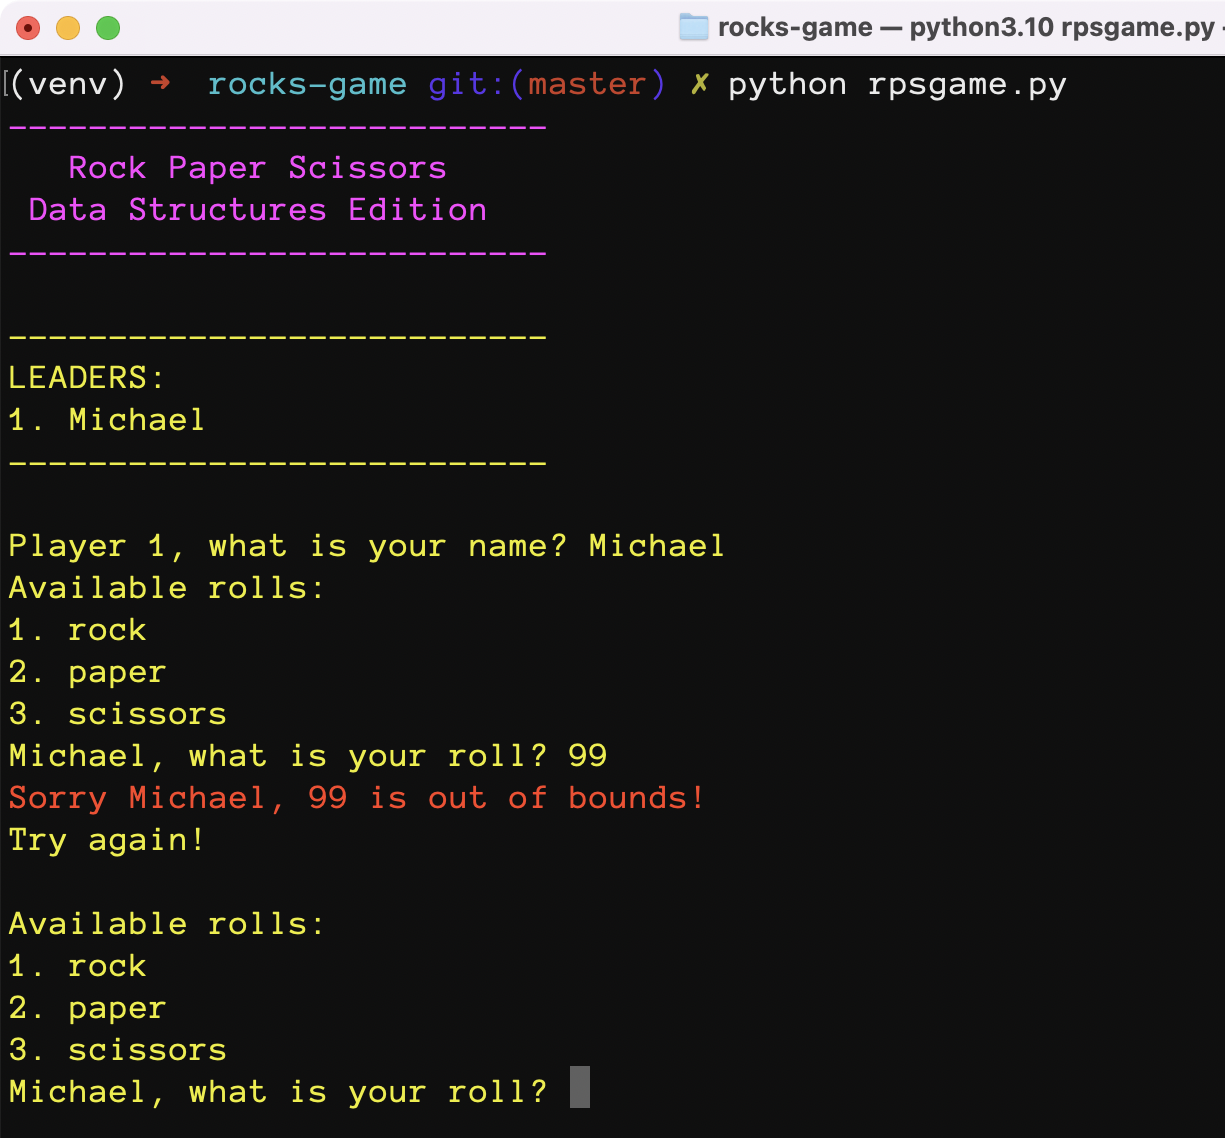 rocks-game — python3.10 rpsgame.py
(venv) ➜ rocks-game git:(master) ✗ python rpsgame.py
---------------------------
Rock Paper Scissors
Data Structures Edition
---------------------------
---------------------------
LEADERS:
1. Michael
---------------------------
Player 1, what is your name? Michael
Available rolls:
1. rock
2. paper
3. scissors
Michael, what is your roll? 99
Sorry Michael, 99 is out of bounds!
Try again!
Available rolls:
1. rock
2. paper
3. scissors
Michael, what is your roll?